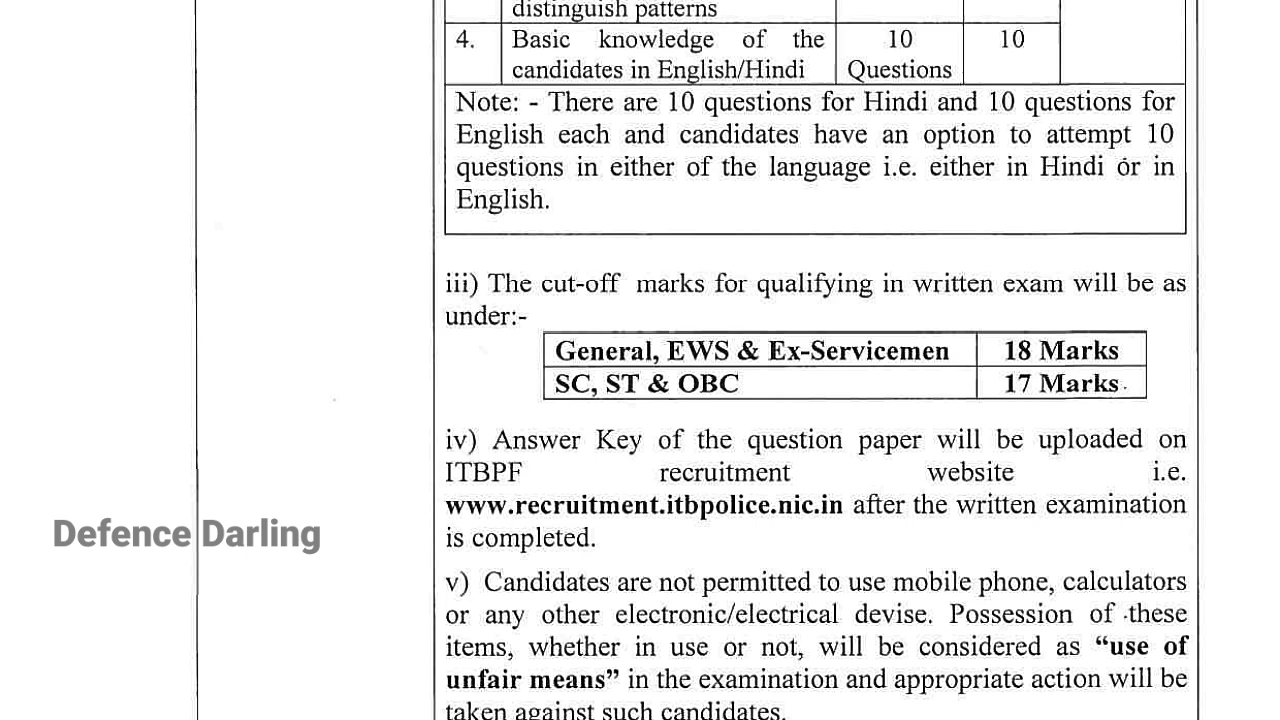 distinguish patterns
4. Basic knowledge of the 10 10
candidates in English/Hindi Questions
Note: - There are 10 questions for Hindi and 10 questions for
English each and candidates have an option to attempt 10
questions in either of the language i.e. either in Hindi or in
English.
iii) The cut-off marks for qualifying in written exam will be as
under:-
General, EWS & Ex-Servicemen 18 Marks
SC, ST & OBC 17 Marks
iv) Answer Key of the question paper will be uploaded on
ITBPF recruitment website i.e.
www.recruitment.itbpolice.nic.in after the written examination
is completed.
Defence Darling
v) Candidates are not permitted to use mobile phone, calculators
or any other electronic/electrical devise. Possession of these
items, whether in use or not, will be considered as “use of
unfair means” in the examination and appropriate action will be
taken against such candidates.